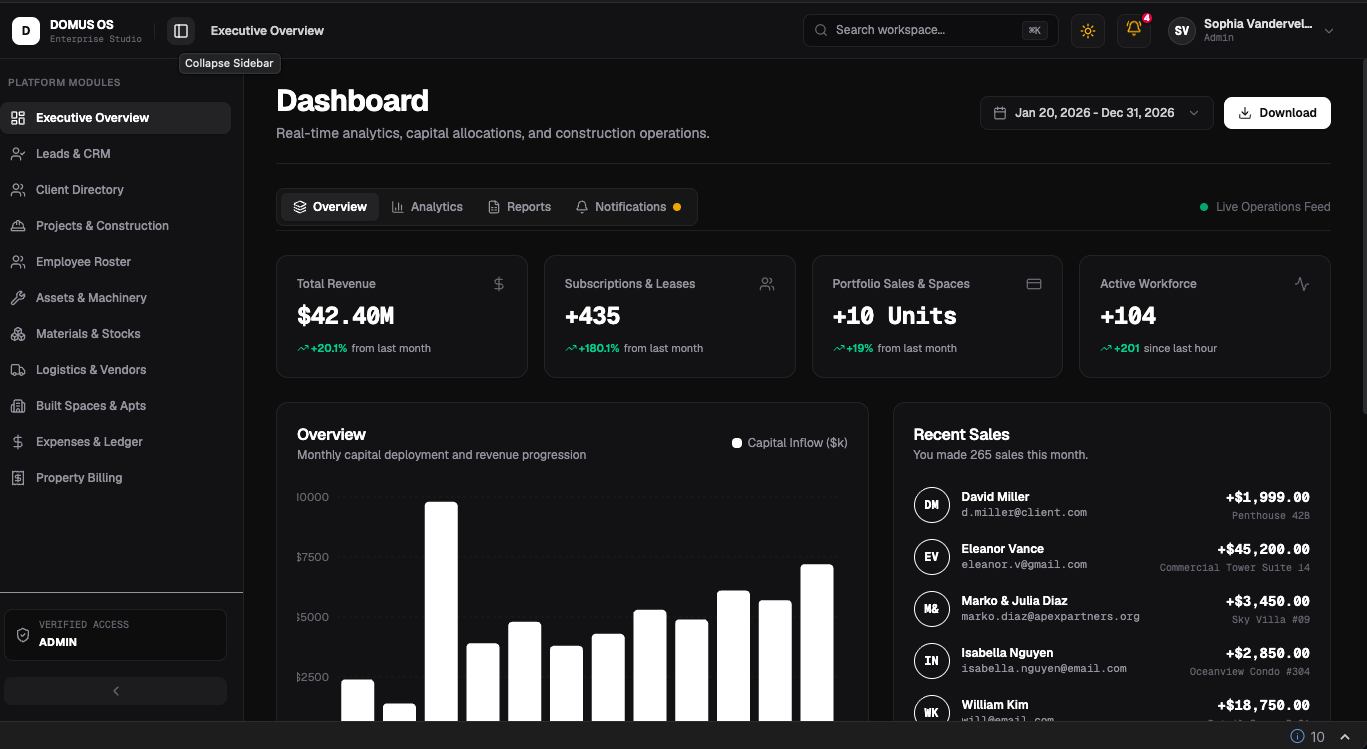 D
DOMUS OS
Enterprise Studio
Executive Overview
Search workspace...
⌘K
4
SV
Sophia Vandervel...
Admin
Collapse Sidebar
PLATFORM MODULES
Executive Overview
Leads & CRM
Client Directory
Projects & Construction
Employee Roster
Assets & Machinery
Materials & Stocks
Logistics & Vendors
Built Spaces & Apts
Expenses & Ledger
Property Billing
VERIFIED ACCESS
ADMIN
Dashboard
Real-time analytics, capital allocations, and construction operations.
Jan 20, 2026 - Dec 31, 2026
Download
Overview
Analytics
Reports
Notifications
Live Operations Feed
Total Revenue
$42.40M
+20.1% from last month
Subscriptions & Leases
+435
+180.1% from last month
Portfolio Sales & Spaces
+10 Units
+19% from last month
Active Workforce
+104
+201 since last hour
Overview
Monthly capital deployment and revenue progression
Capital Inflow ($k)
10000
$7500
$5000
$2500
Recent Sales
You made 265 sales this month.
DM
David Miller
d.miller@client.com
+$1,999.00
Penthouse 42B
EV
Eleanor Vance
eleanor.v@gmail.com
+$45,200.00
Commercial Tower Suite 14
M&
Marko & Julia Diaz
marko.diaz@apexpartners.org
+$3,450.00
Sky Villa #09
IN
Isabella Nguyen
isabella.nguyen@email.com
+$2,850.00
Oceanview Condo #304
WK
William Kim
will@email.com
+$18,750.00
10